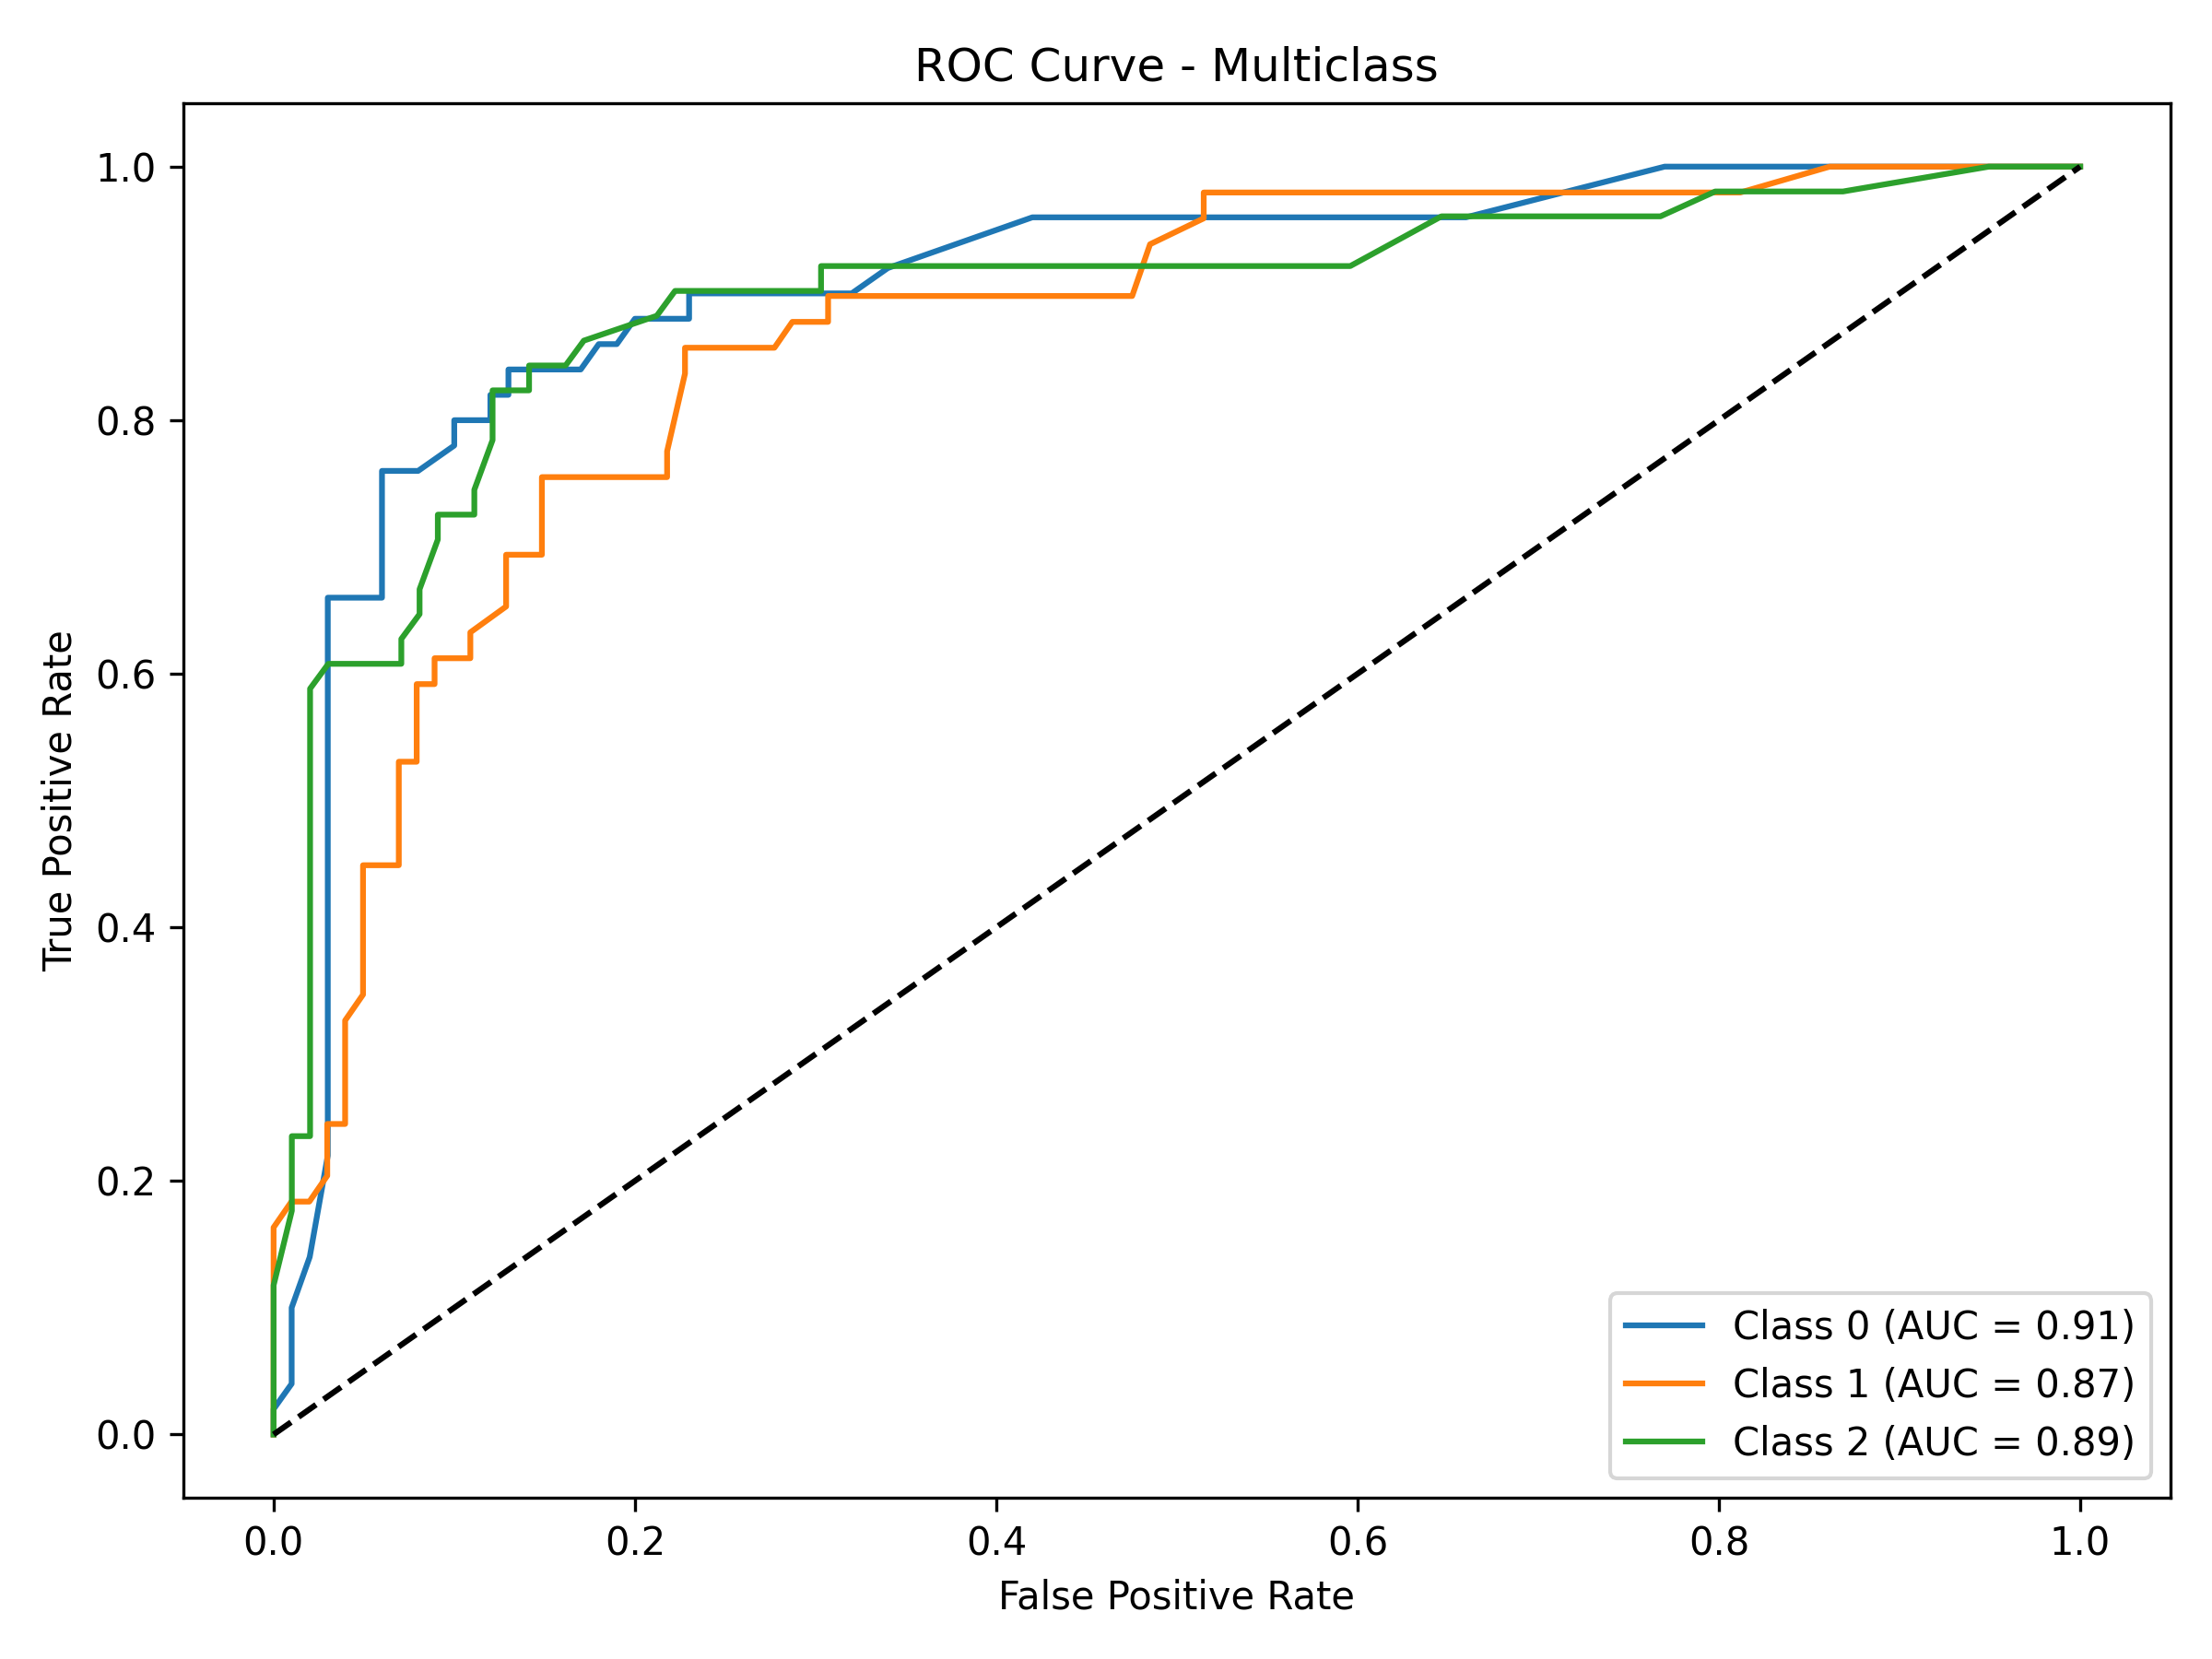 ROC Curve - Multiclass
1.0
0.8
0.6
0.4
0.2
0.0
True Positive Rate
0.0 0.2 0.4 0.6 0.8 1.0
False Positive Rate
Class 0 (AUC = 0.91)
Class 1 (AUC = 0.87)
Class 2 (AUC = 0.89)